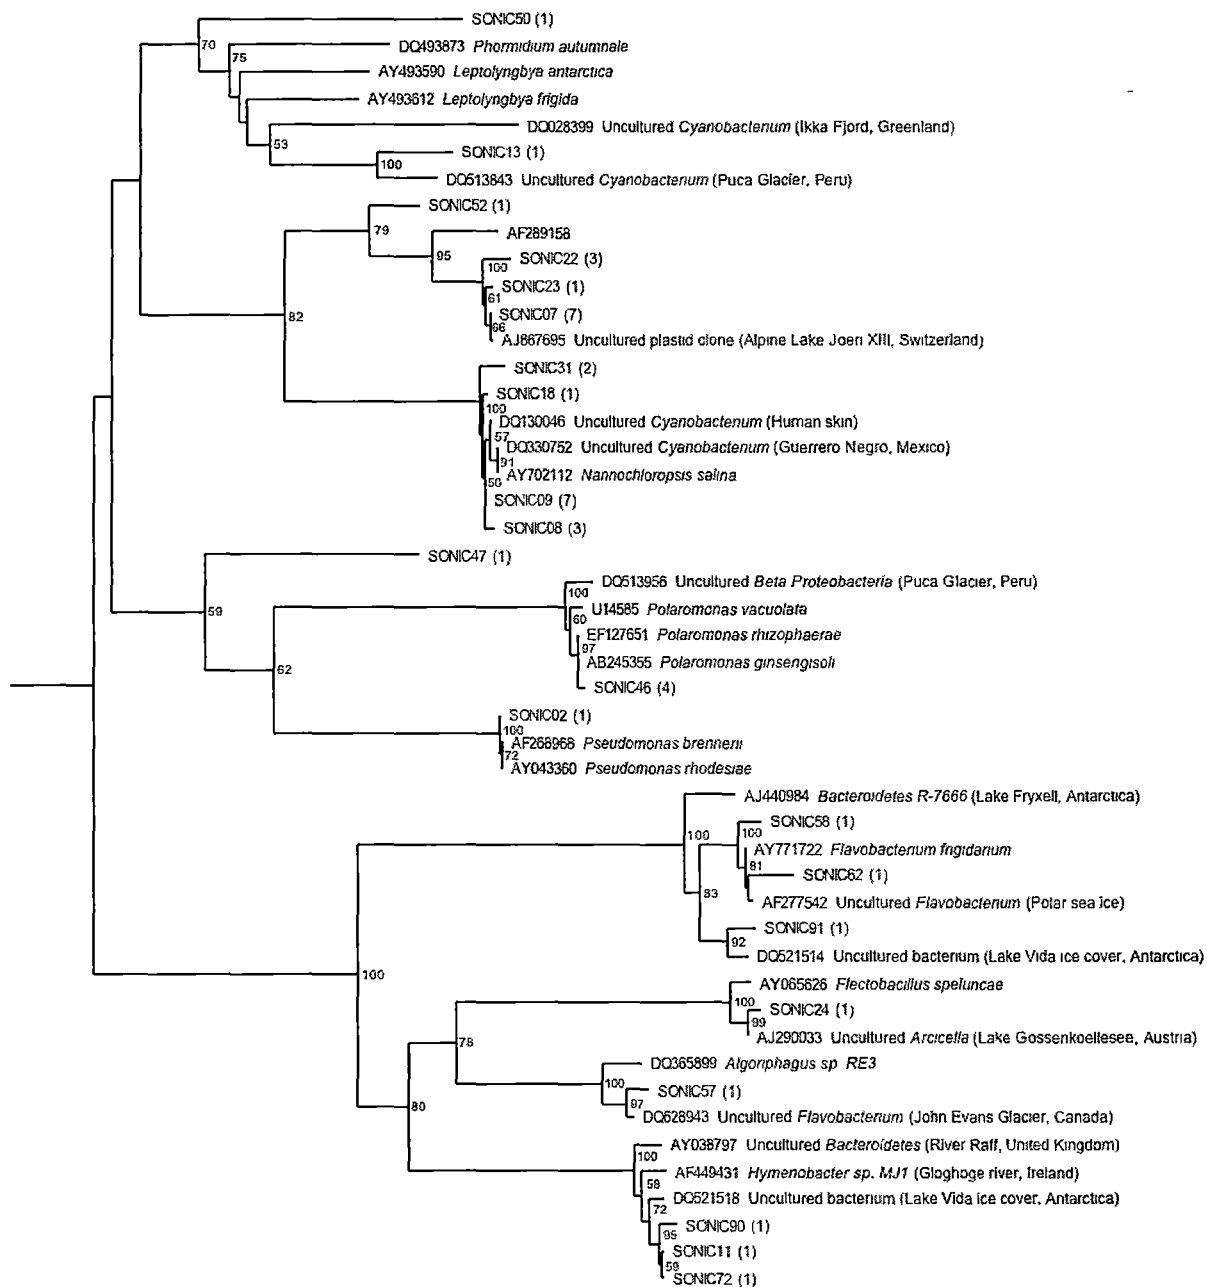 SONIC50 (1)
70
DQ493873 Phormidium autumnale
75
AY493590 Leptolyngbya antarctica
AY493612 Leptolyngbya frigida
DQ028399 Uncultured Cyanobacterium (Ikka Fjord, Greenland)
53
SONIC13 (1)
100
DQ513843 Uncultured Cyanobacterium (Puca Glacier, Peru)
SONIC52 (1)
79
AF289158
95
SONIC22 (3)
100
SONIC23 (1)
61
SONIC07 (7)
82
66
AJ867695 Uncultured plastid clone (Alpine Lake Joeri XIII, Switzerland)
SONIC31 (2)
SONIC18 (1)
100
DQ130046 Uncultured Cyanobacterium (Human skin)
57
DQ330752 Uncultured Cyanobacterium (Guerrero Negro, Mexico)
91
AY702112 Nannochloropsis salina
50
SONIC09 (7)
SONIC08 (3)
SONIC47 (1)
DQ513956 Uncultured Beta Proteobacteria (Puca Glacier, Peru)
100
59
U14585 Polaromonas vacuolata
60
EF127651 Polaromonas rhizophaerae
97
AB245355 Polaromonas ginsengisoli
62
SONIC46 (4)
SONIC02 (1)
100
AF268968 Pseudomonas brennerii
72
AY043360 Pseudomonas rhodesiae
AJ440984 Bacteroidetes R-7666 (Lake Fryxell, Antarctica)
SONIC58 (1)
100
100
AY771722 Flavobacterium frigidarium
81
SONIC62 (1)
83
AF277542 Uncultured Flavobacterium (Polar sea ice)
SONIC91 (1)
92
DQ521514 Uncultured bacterium (Lake Vida ice cover, Antarctica)
100
AY065626 Flectobacillus speluncae
100
SONIC24 (1)
99
AJ290033 Uncultured Arcicella (Lake Gossenkoellesee, Austria)
78
DQ365899 Algoriphagus sp RE3
100
SONIC57 (1)
97
80
DQ628943 Uncultured Flavobacterium (John Evans Glacier, Canada)
AY038797 Uncultured Bacteroidetes (River Raff, United Kingdom)
100
AF449431 Hymenobacter sp. MJ1 (Gloghoge river, Ireland)
58
DQ521518 Uncultured bacterium (Lake Vida ice cover, Antarctica)
72
SONIC90 (1)
95
SONIC11 (1)
59
SONIC72 (1)